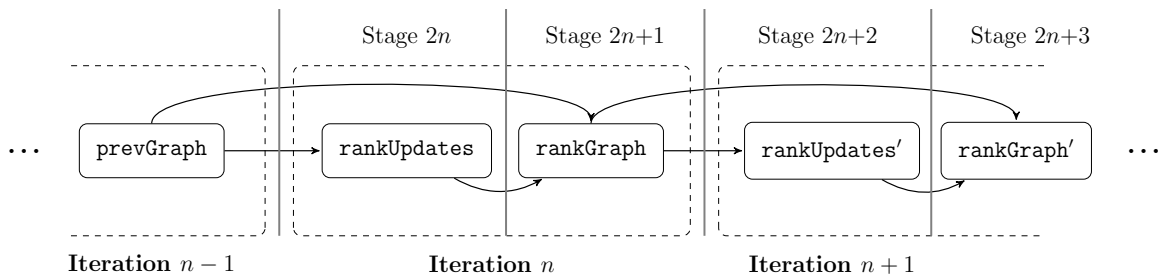 Stage 2n Stage 2n+1 Stage 2n+2 Stage 2n+3
... prevGraph rankUpdates rankGraph rankUpdates′ rankGraph′ ...
Iteration n − 1 Iteration n Iteration n + 1